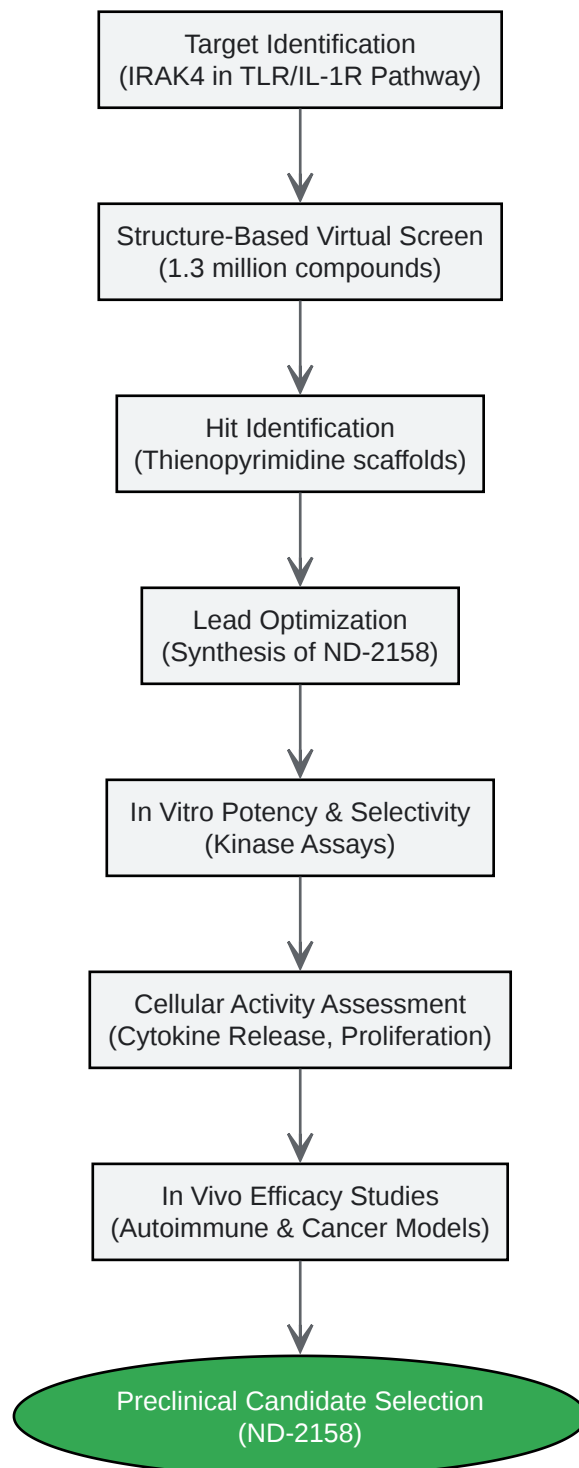 Target Identification
(IRAK4 in TLR/IL-1R Pathway)
Structure-Based Virtual Screen
(1.3 million compounds)
Hit Identification
(Thienopyrimidine scaffolds)
Lead Optimization
(Synthesis of ND-2158)
In Vitro Potency & Selectivity
(Kinase Assays)
Cellular Activity Assessment
(Cytokine Release, Proliferation)
In Vivo Efficacy Studies
(Autoimmune & Cancer Models)
Preclinical Candidate Selection
(ND-2158)